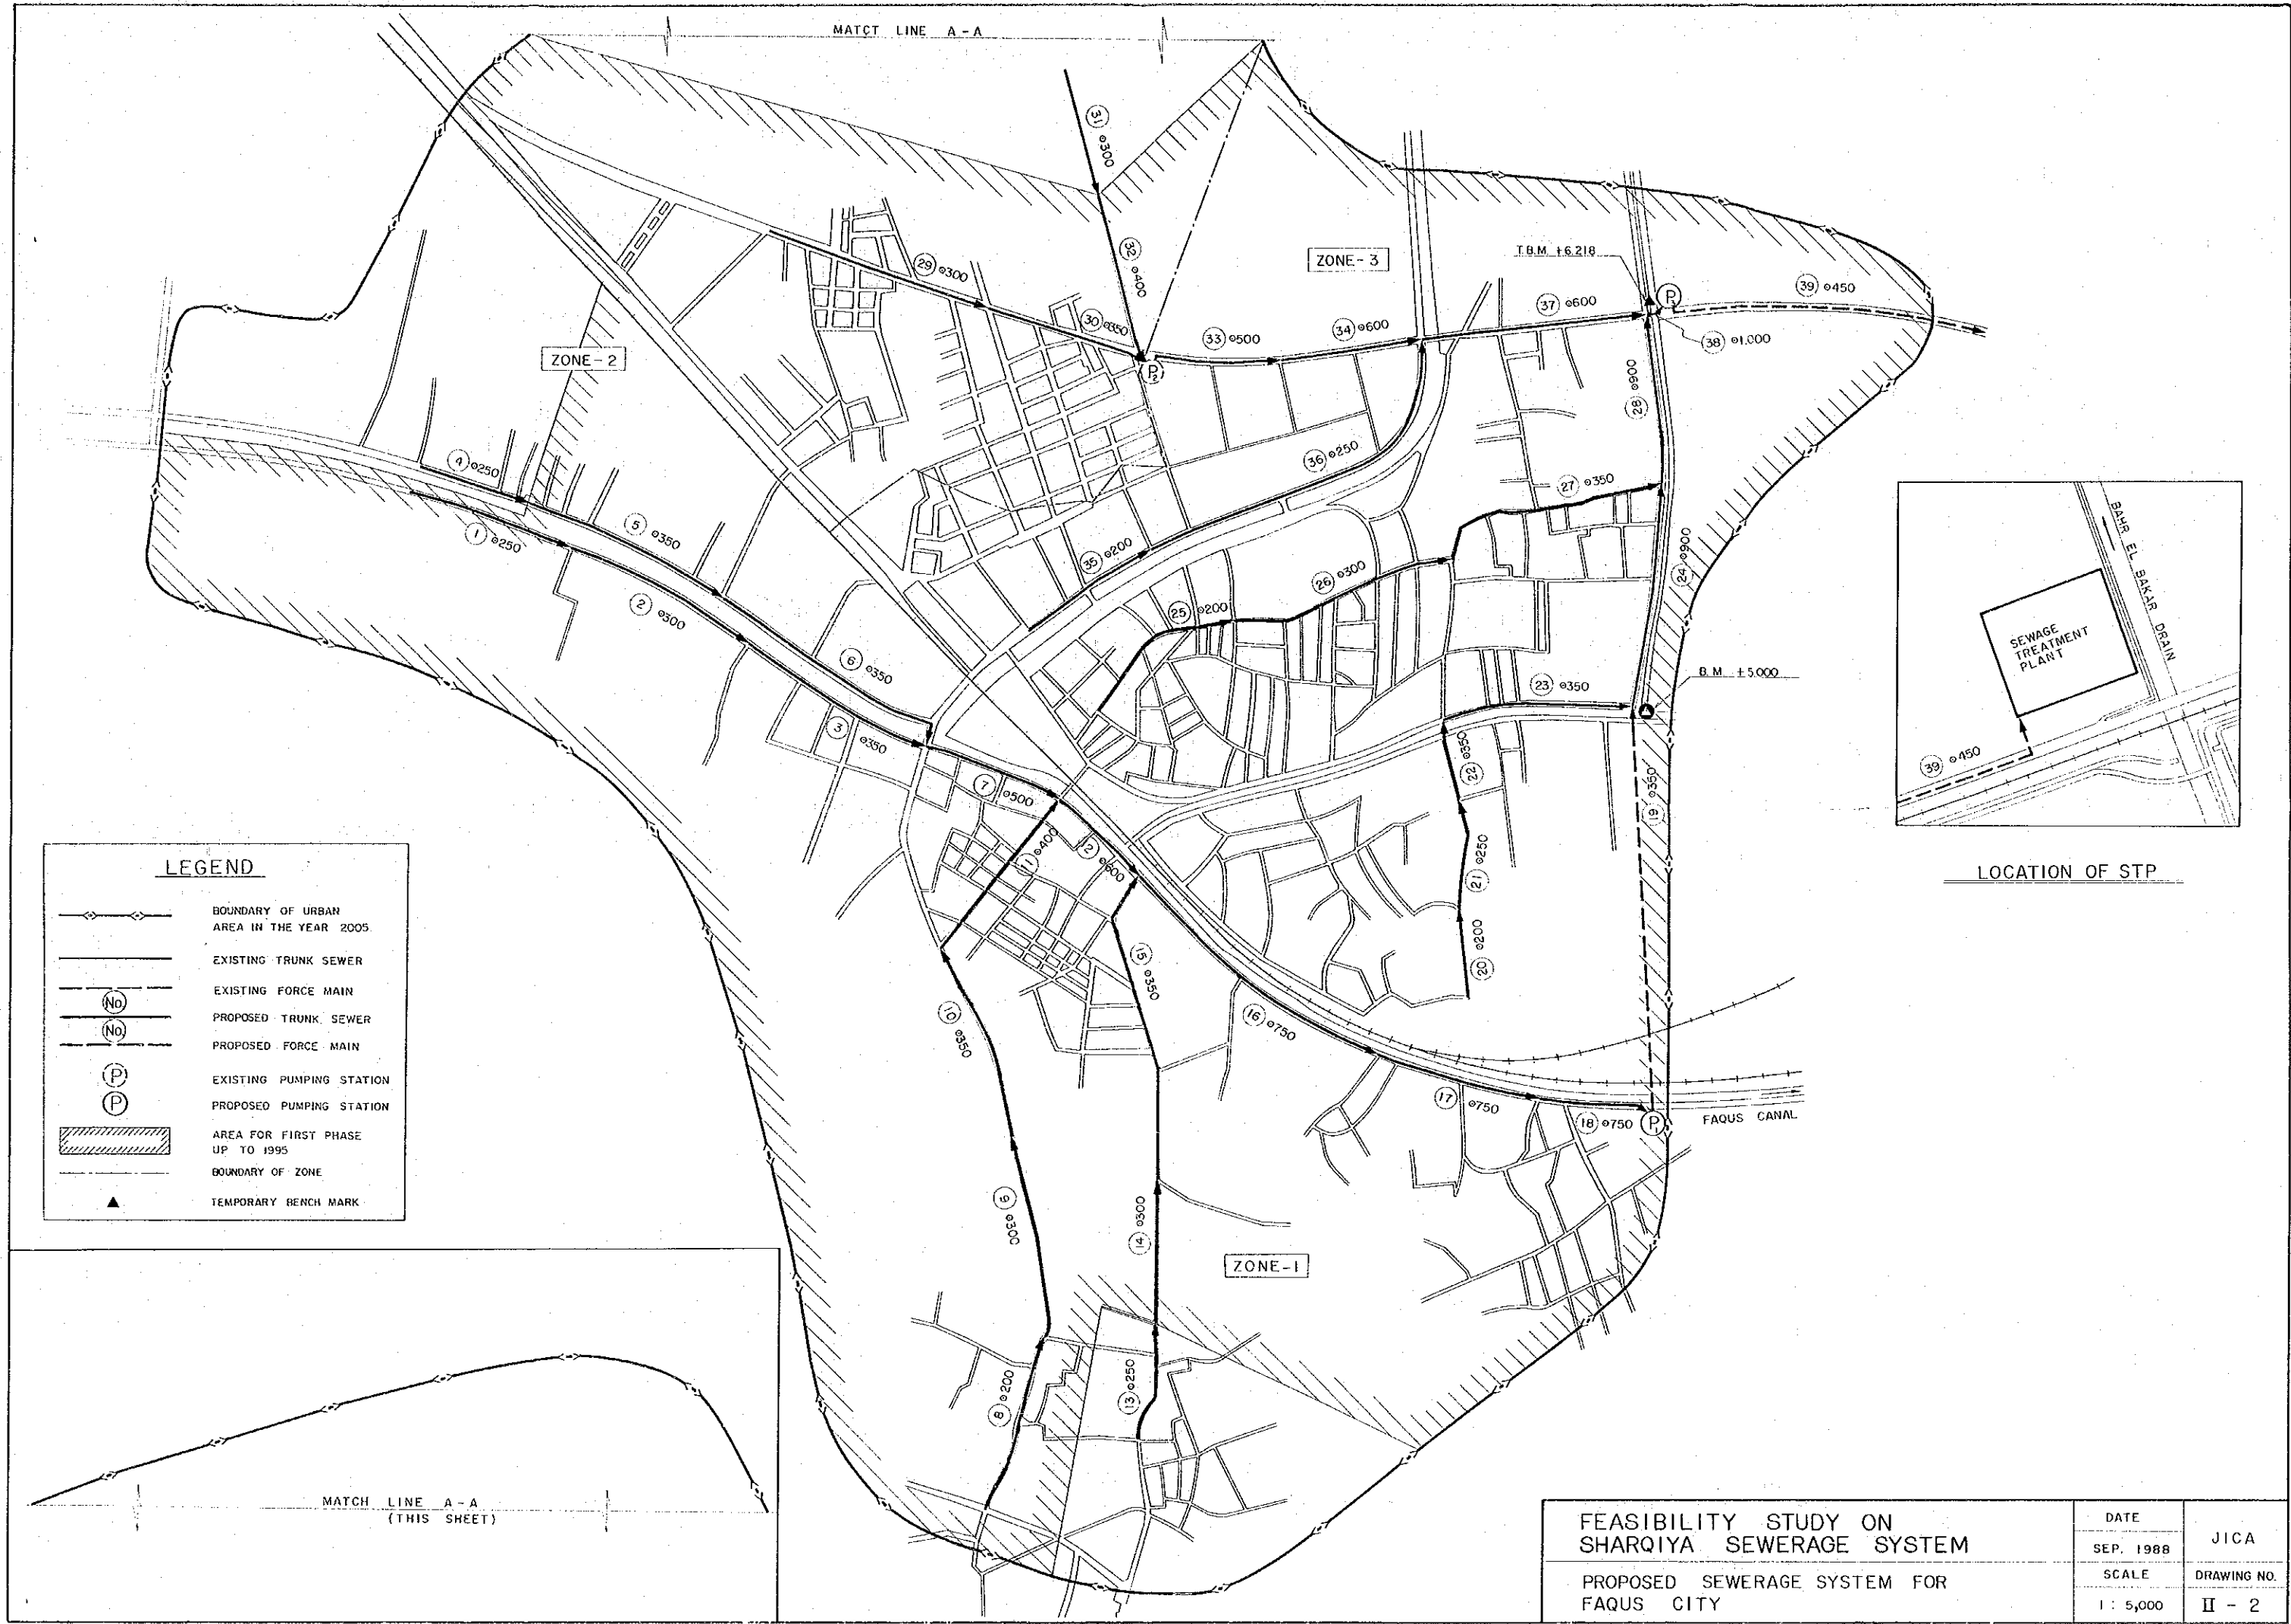 MATCT LINE A-A
31 ⌀300
32 ⌀400
29 ⌀300
30 ⌀350
ZONE-3
T.B.M. +6.218
P3
39 ⌀450
37 ⌀600
34 ⌀600
33 ⌀500
38 ⌀1.000
P2
ZONE-2
28 ⌀900
4 ⌀250
36 ⌀250
27 ⌀350
1 ⌀250
5 ⌀350
35 ⌀200
26 ⌀300
24 ⌀900
2 ⌀300
25 ⌀200
6 ⌀350
B.M. +5.000
23 ⌀350
3 ⌀350
22 ⌀350
7 ⌀500
19 ⌀350
11 ⌀400
12 ⌀600
21 ⌀250
20 ⌀200
15 ⌀350
10 ⌀350
16 ⌀750
17 ⌀750
18 ⌀750
P1
FAQUS CANAL
9 ⌀300
14 ⌀300
ZONE-1
13 ⌀250
8 ⌀200
BAHR EL BAKAR DRAIN
SEWAGE
TREATMENT
PLANT
39 ⌀450
LOCATION OF STP
LEGEND
BOUNDARY OF URBAN
AREA IN THE YEAR 2005
EXISTING TRUNK SEWER
EXISTING FORCE MAIN
No.
PROPOSED TRUNK SEWER
No.
PROPOSED FORCE MAIN
P EXISTING PUMPING STATION
P PROPOSED PUMPING STATION
AREA FOR FIRST PHASE
UP TO 1995
BOUNDARY OF ZONE
TEMPORARY BENCH MARK
MATCH LINE A-A
(THIS SHEET)
FEASIBILITY STUDY ON
SHARQIYA SEWERAGE SYSTEM
PROPOSED SEWERAGE SYSTEM FOR
FAQUS CITY
DATE
SEP. 1988
SCALE
1 : 5,000
JICA
DRAWING NO.
II - 2